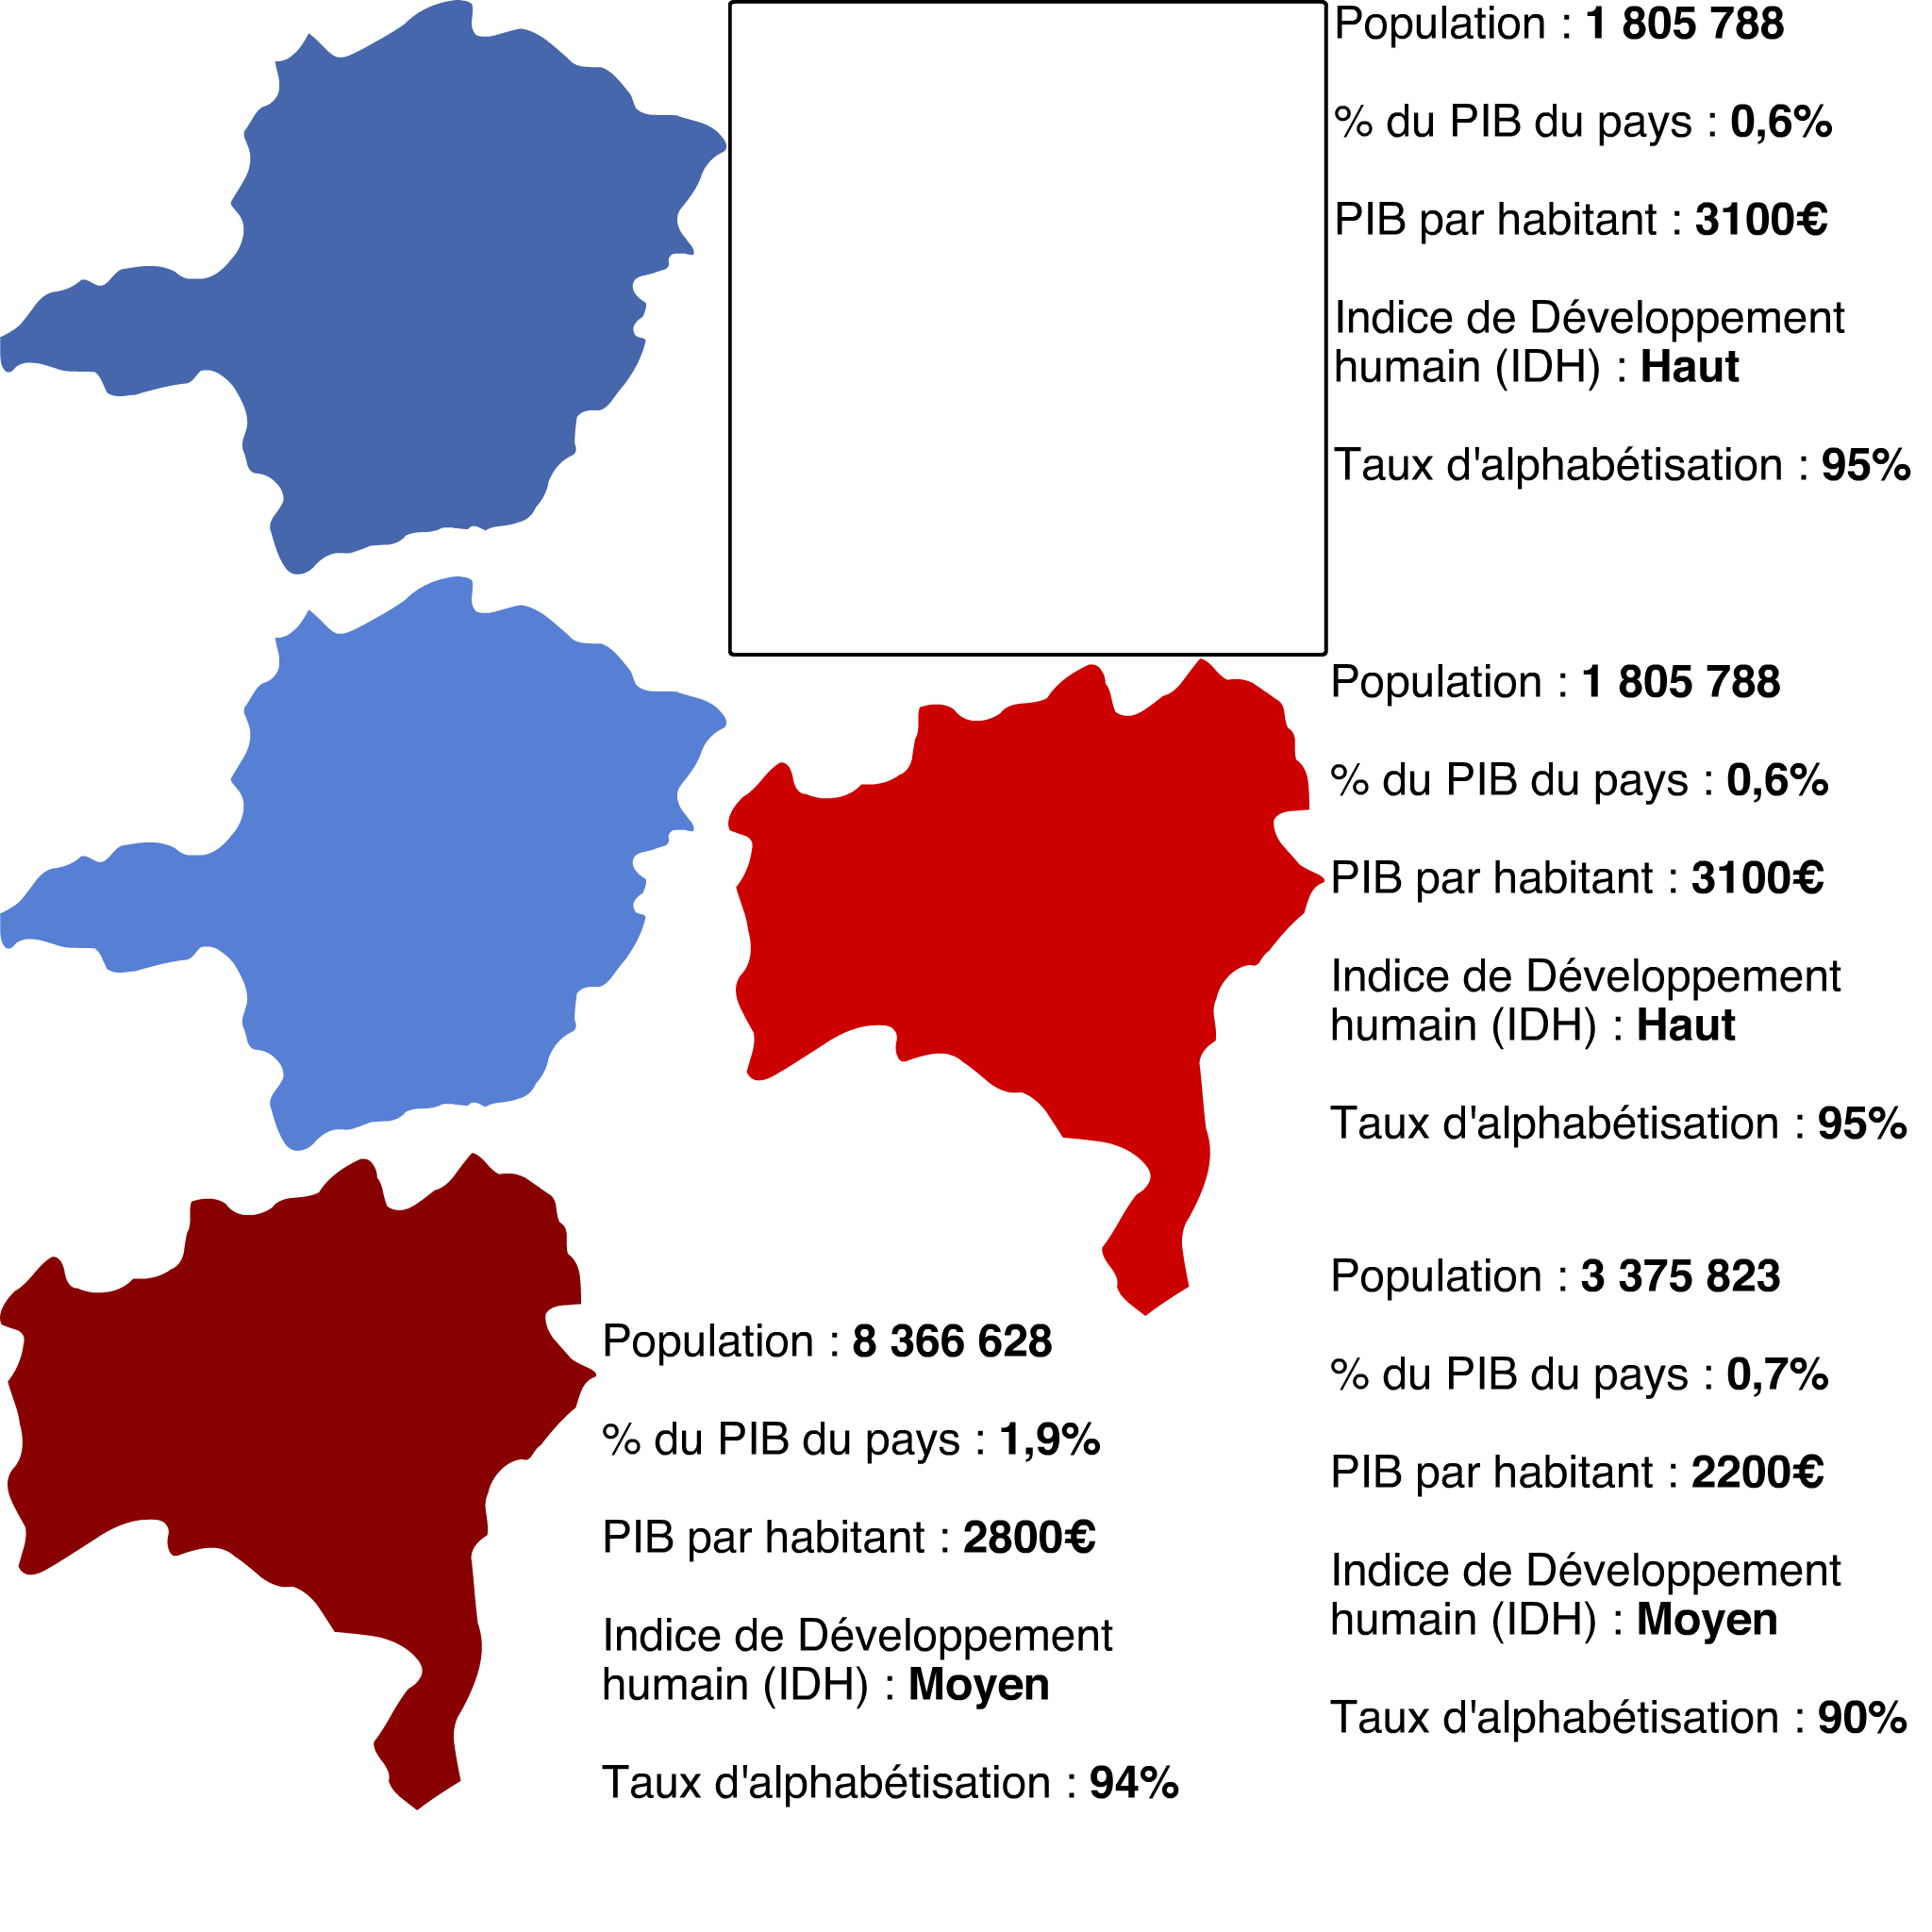 Population : 1 805 788
% du PIB du pays : 0,6%
PIB par habitant : 3100€
Indice de Développement
humain (IDH) : Haut
Taux d'alphabétisation : 95%
Population : 1 805 788
% du PIB du pays : 0,6%
PIB par habitant : 3100€
Indice de Développement
humain (IDH) : Haut
Taux d'alphabétisation : 95%
Population : 8 366 628
% du PIB du pays : 1,9%
PIB par habitant : 2800€
Indice de Développement
humain (IDH) : Moyen
Taux d'alphabétisation : 94%
Population : 3 375 823
% du PIB du pays : 0,7%
PIB par habitant : 2200€
Indice de Développement
humain (IDH) : Moyen
Taux d'alphabétisation : 90%